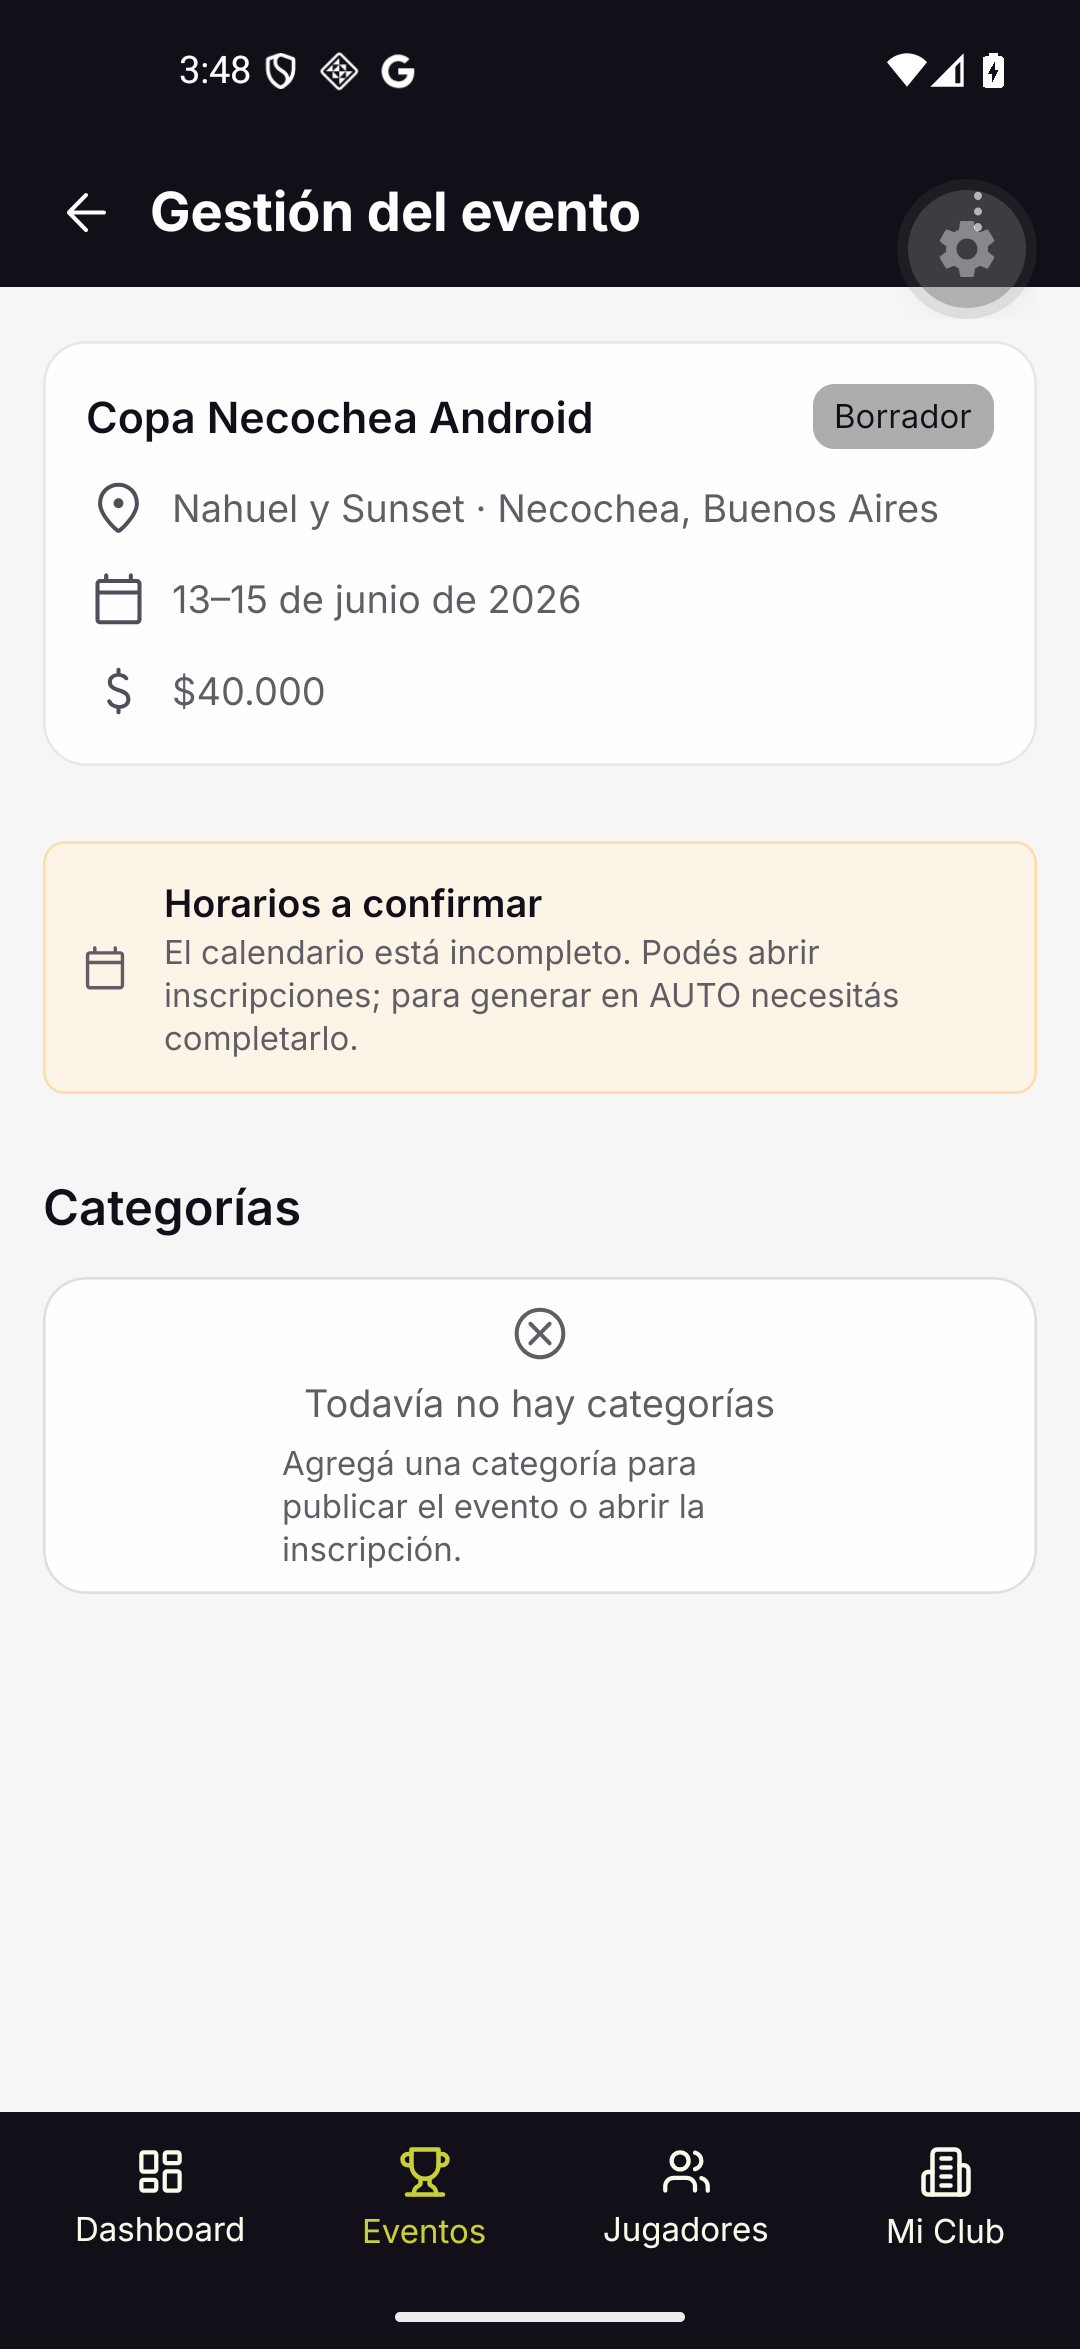 3:48
Gestión del evento
Copa Necochea Android
Borrador
Nahuel y Sunset · Necochea, Buenos Aires
13–15 de junio de 2026
$40.000
Horarios a confirmar
El calendario está incompleto. Podés abrir
inscripciones; para generar en AUTO necesitás
completarlo.
Categorías
Todavía no hay categorías
Agregá una categoría para
publicar el evento o abrir la
inscripción.
Dashboard
Eventos
Jugadores
Mi Club